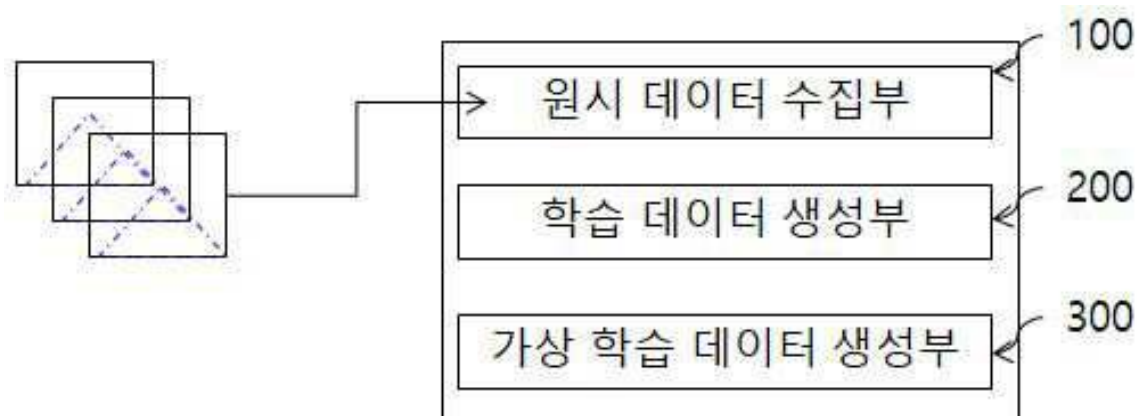 100
원시 데이터 수집부
200
학습 데이터 생성부
300
가상 학습 데이터 생성부